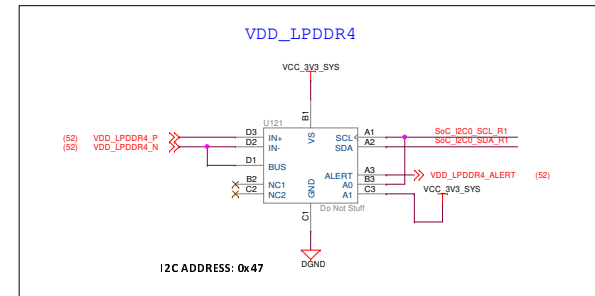 VDD_LPDDR4
VCC_3V3_SYS
B1
U121
VS
(52) VDD_LPDDR4_P D3 IN+ SCL A1 SoC_I2C0_SCL_R1
(52) VDD_LPDDR4_N D2 IN- SDA A2 SoC_I2C0_SDA_R1
D1 BUS
ALERT A3 VDD_LPDDR4_ALERT (52)
B2 NC1 A0 B3
C2 NC2 GND A1 C3 VCC_3V3_SYS
Do Not Stuff
C1
DGND
I2C ADDRESS: 0x47